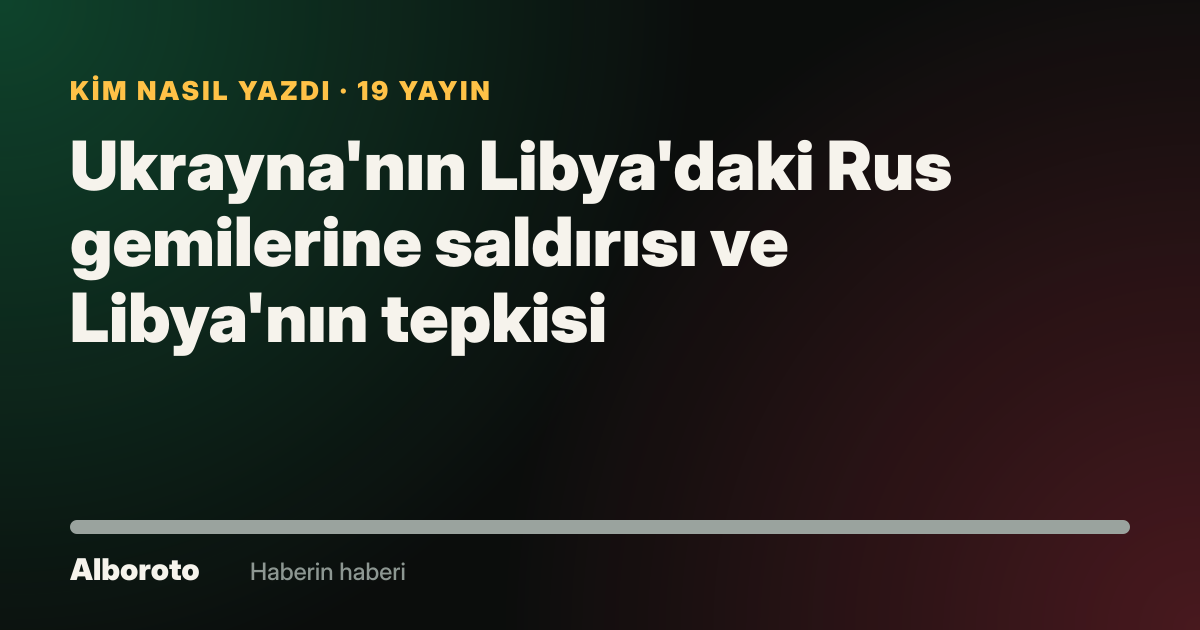 KİM NASIL YAZDI · 19 YAYIN
Ukrayna'nın Libya'daki Rus
gemilerine saldırısı ve
Libya'nın tepkisi
Alboroto
Haberin haberi